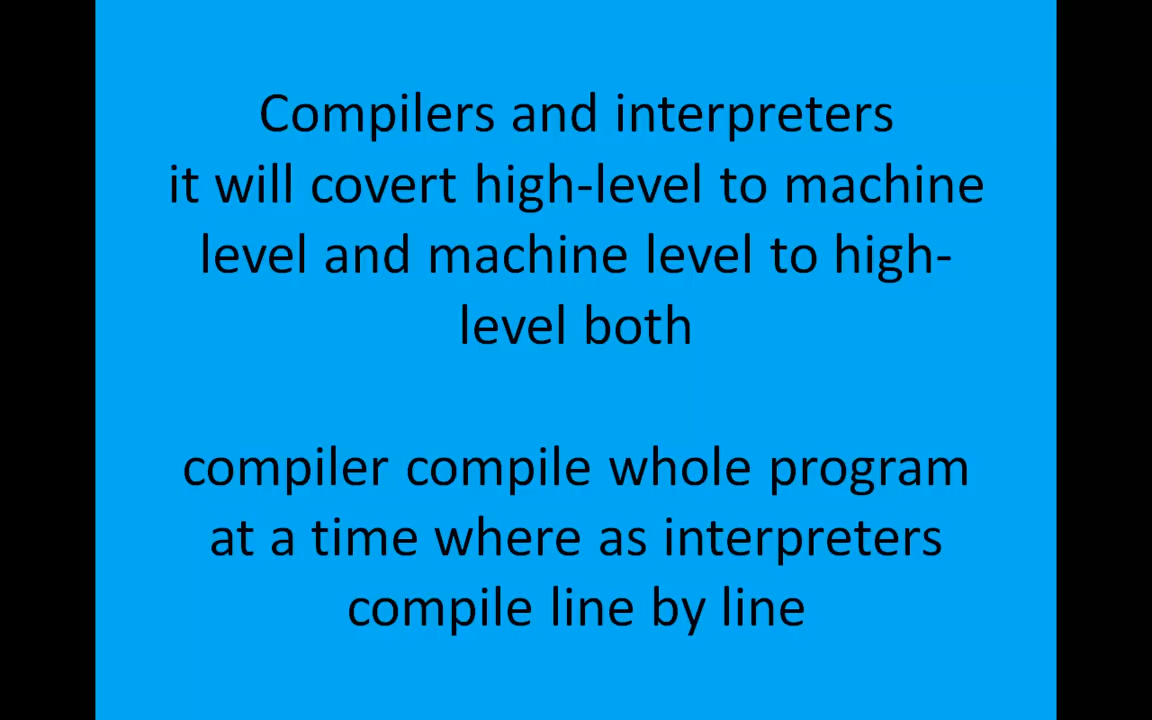 Compilers and interpreters
it will covert high-level to machine
level and machine level to high-
level both
compiler compile whole program
at a time where as interpreters
compile line by line